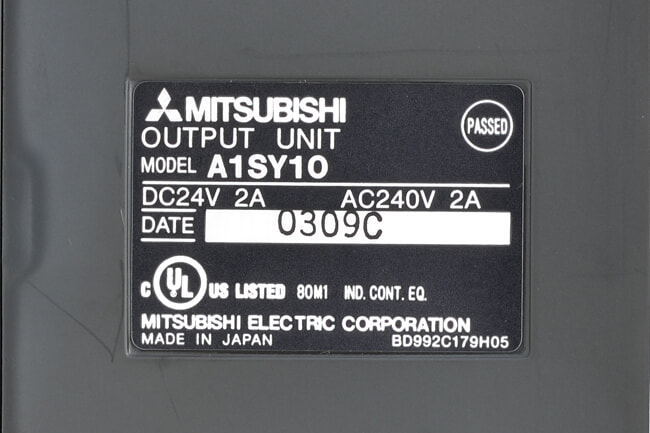 MITSUBISHI
PASSED
OUTPUT UNIT
MODEL A1SY10
DC24V 2A AC240V 2A
DATE 0309C
C UL US LISTED 80M1 IND. CONT. EQ.
MITSUBISHI ELECTRIC CORPORATION
MADE IN JAPAN BD992C179H05